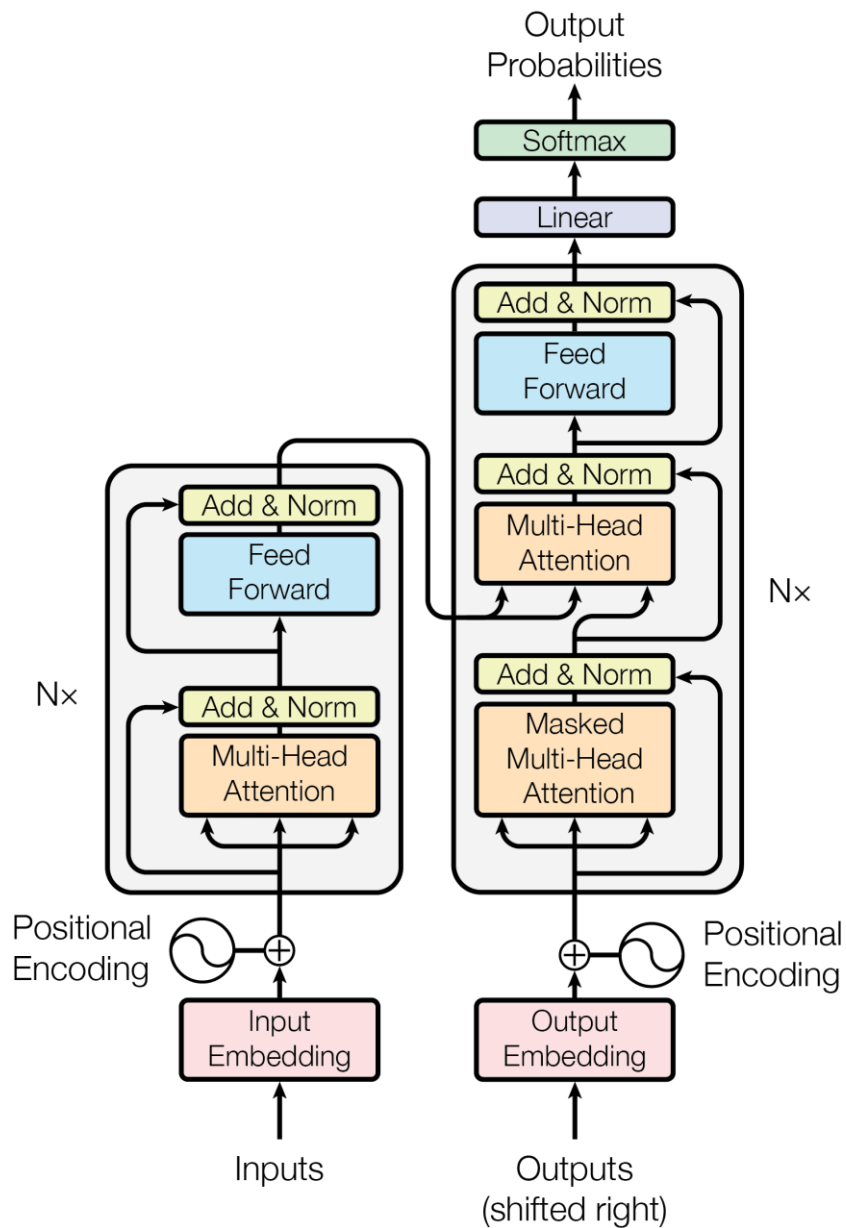 Output
Probabilities
Softmax
Linear
Add & Norm
Feed
Forward
Add & Norm
Multi-Head
Attention
Add & Norm
Masked
Multi-Head
Attention
Nx
Add & Norm
Feed
Forward
Add & Norm
Multi-Head
Attention
Nx
Positional
Encoding
Positional
Encoding
Input
Embedding
Output
Embedding
Inputs
Outputs
(shifted right)